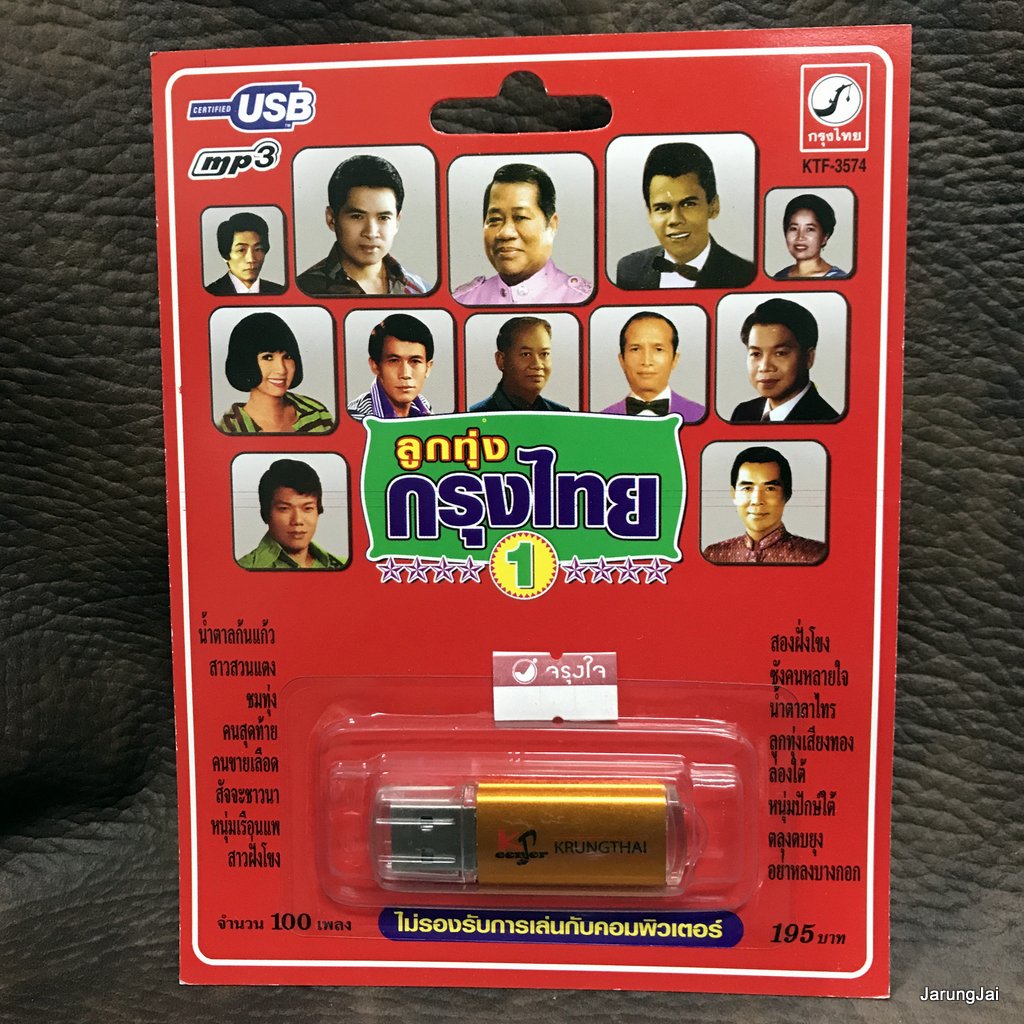 CERTIFIED USB™
mp3
กรุงไทย
KTF-3574
ลูกทุ่ง
กรุงไทย
1
น้ำตาลก้นแก้ว
สาวสวนแตง
ชมทุ่ง
คนสุดท้าย
คนขายเลือด
สัจจะชาวนา
หนุ่มเรือนแพ
สาวฝั่งโขง
สองฝั่งโขง
ชังคนหลายใจ
น้ำตาลาไทร
ลูกทุ่งเสียงทอง
ล่องใต้
หนุ่มปักษ์ใต้
ตลุงตบยุง
อย่าหลงบางกอก
จรุงใจ
K center KRUNGTHAI
จำนวน 100 เพลง
ไม่รองรับการเล่นกับคอมพิวเตอร์
195 บาท
JarungJai